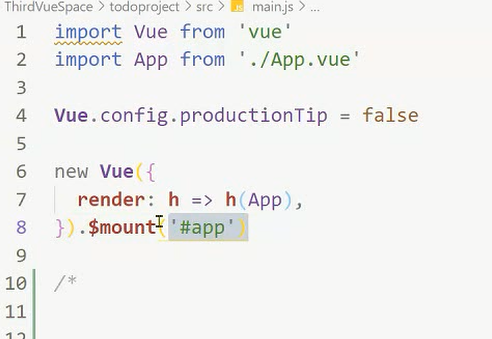 ThirdVueSpace > todoproject > src > JS main.js > ...
1 import Vue from 'vue'
2 import App from './App.vue'
3
4 Vue.config.productionTip = false
5
6 new Vue({
7 render: h => h(App),
8 }).$mount('#app')
9
10 /*
11
12